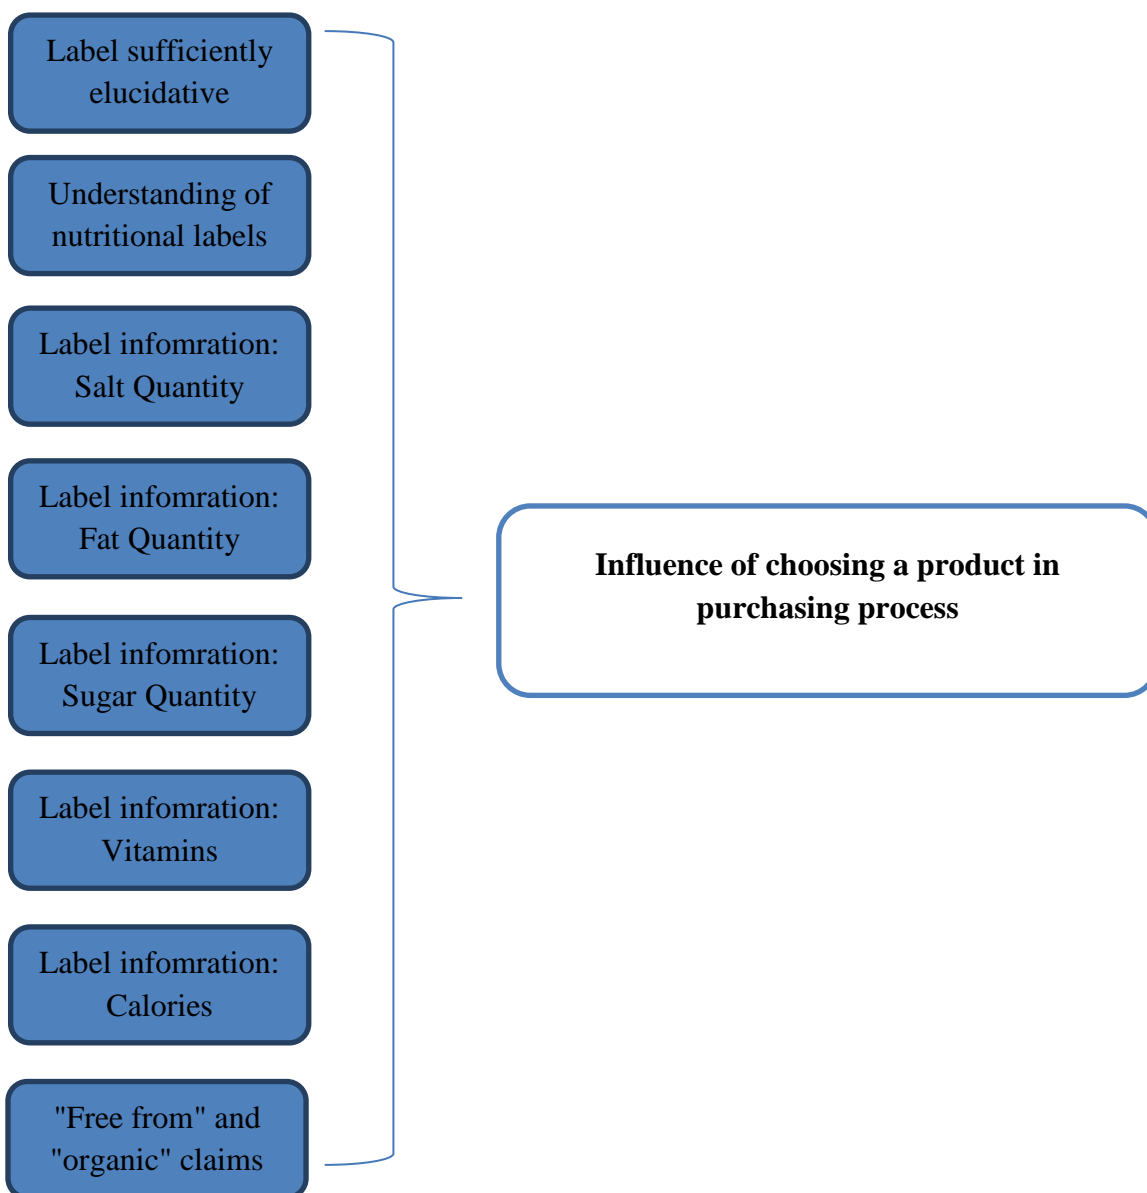 Label sufficiently
elucidative
Understanding of
nutritional labels
Label infomration:
Salt Quantity
Label infomration:
Fat Quantity
Label infomration:
Sugar Quantity
Label infomration:
Vitamins
Label infomration:
Calories
"Free from" and
"organic" claims
Influence of choosing a product in
purchasing process